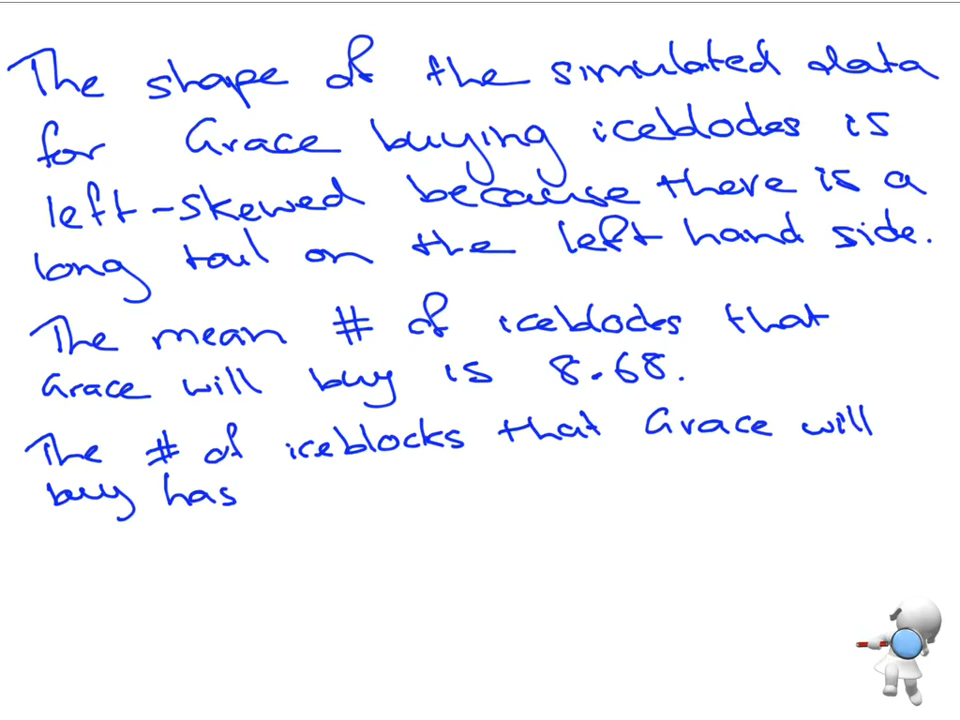 The shape of the simulated data
for Grace buying iceblocks is
left-skewed because there is a
long tail on the left hand side.
The mean # of iceblocks that
Grace will buy is 8.68.
The # of iceblocks that Grace will
buy has